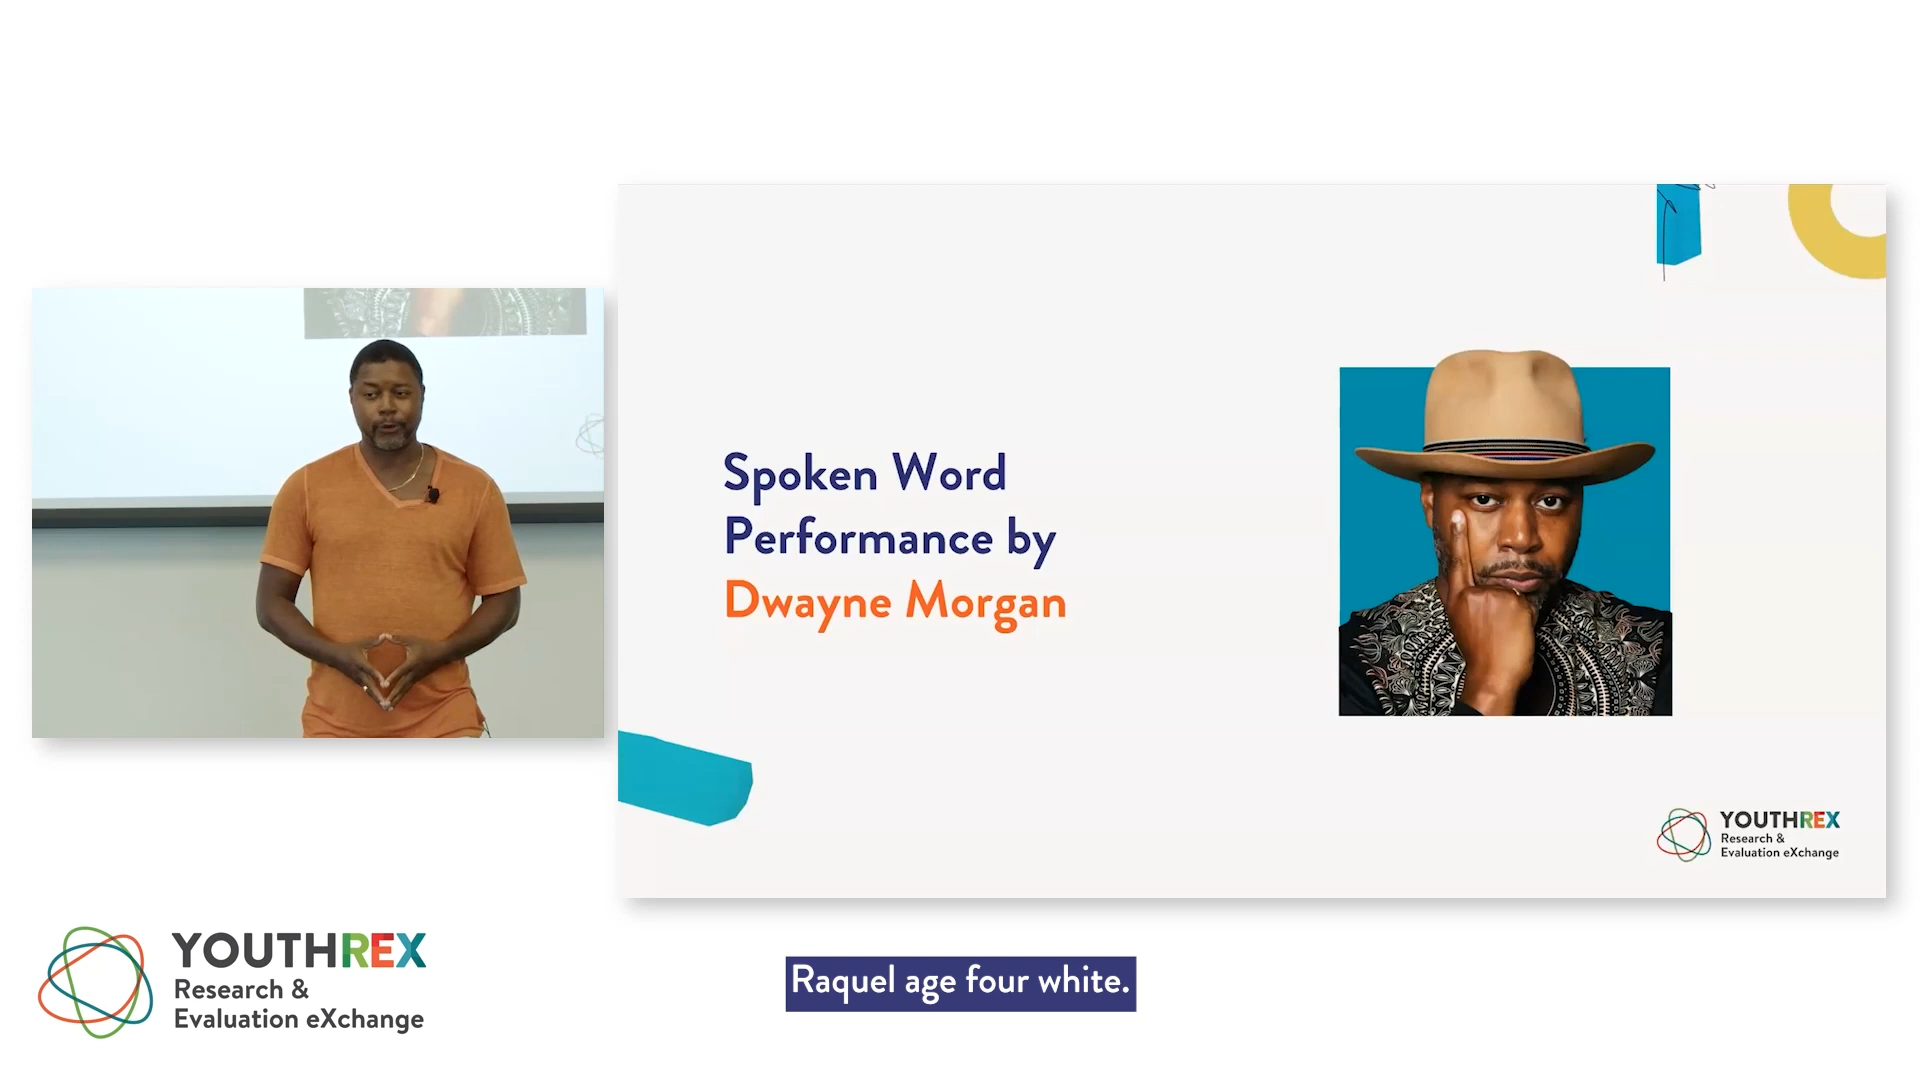 Spoken Word
Performance by
Dwayne Morgan
YOUTHREX
Research &
Evaluation eXchange
YOUTHREX
Research &
Evaluation eXchange
Raquel age four white.